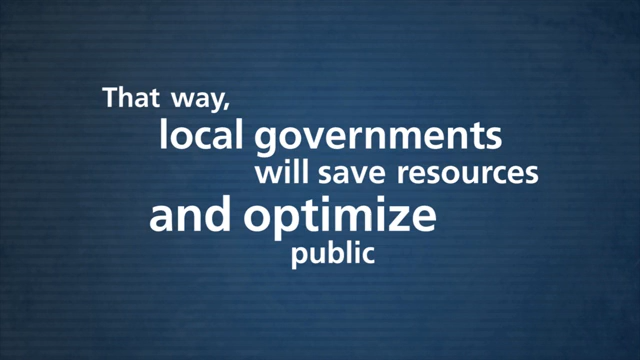 That way,
local governments
will save resources
and optimize
public